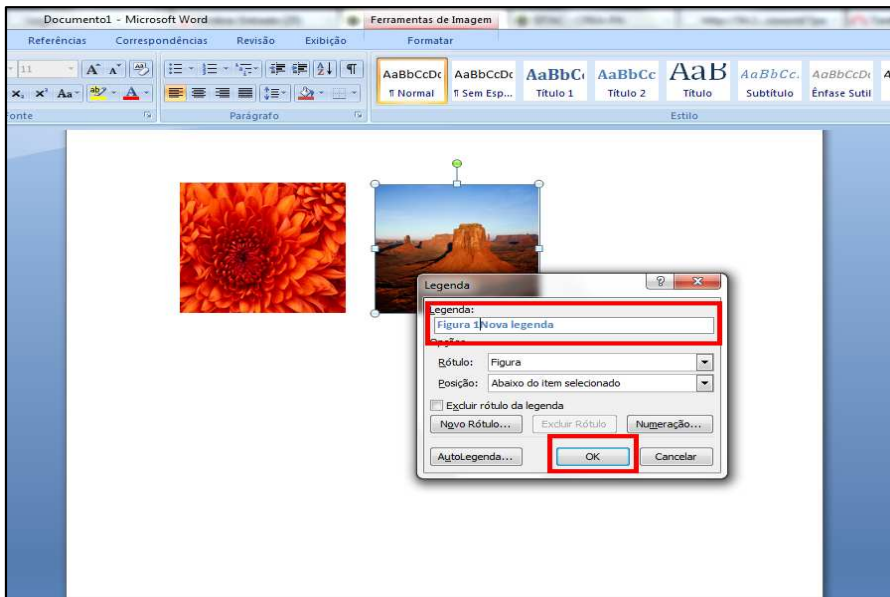 Documento1 - Microsoft Word Ferramentas de Imagem
Referências Correspondências Revisão Exibição Formatar
11
AaBbCcDc AaBbCcDc AaBbC AaBbCc AaB AaBbCc. AaBbCcDc
¶ Normal ¶ Sem Esp... Título 1 Título 2 Título Subtítulo Ênfase Sutil
onte Parágrafo Estilo
Legenda
Legenda:
Figura 1Nova legenda
Opções
Rótulo: Figura
Posição: Abaixo do item selecionado
Excluir rótulo da legenda
Novo Rótulo... Excluir Rótulo Numeração...
AutoLegenda... OK Cancelar